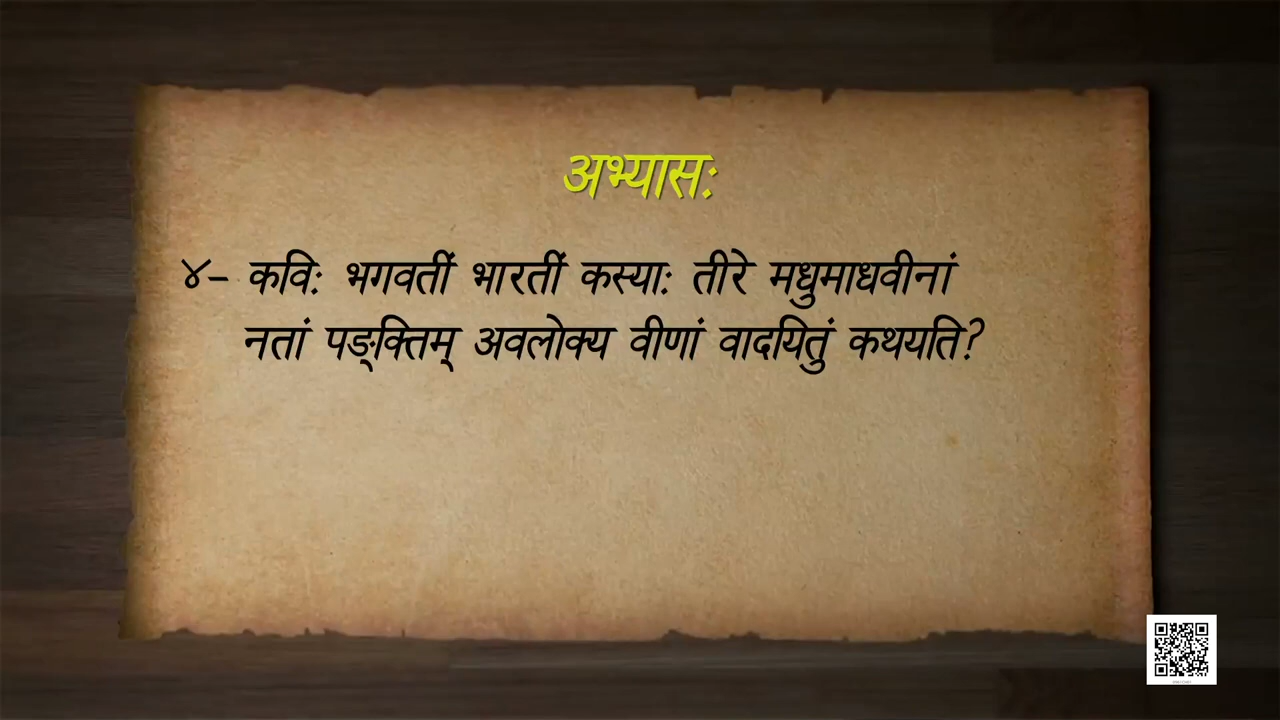 अभ्यासः
४- कविः भगवतीं भारतीं कस्याः तीरे मधुमाधवीनां
नतां पङ्क्तिम् अवलोक्य वीणां वादयितुं कथयति?